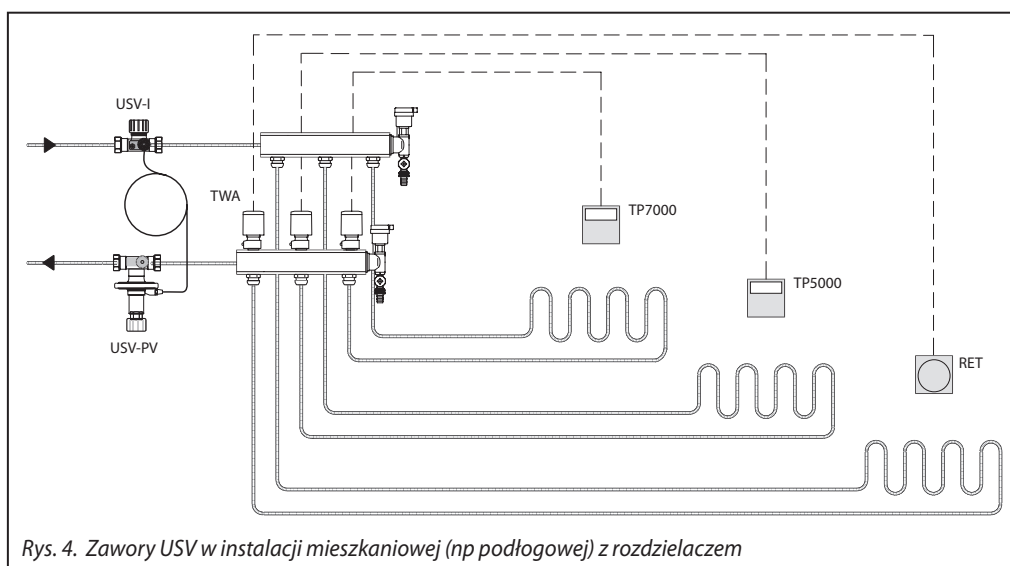 USV-I
TWA
TP7000
TP5000
USV-PV
RET
Rys. 4. Zawory USV w instalacji mieszkaniowej (np podłogowej) z rozdzielaczem